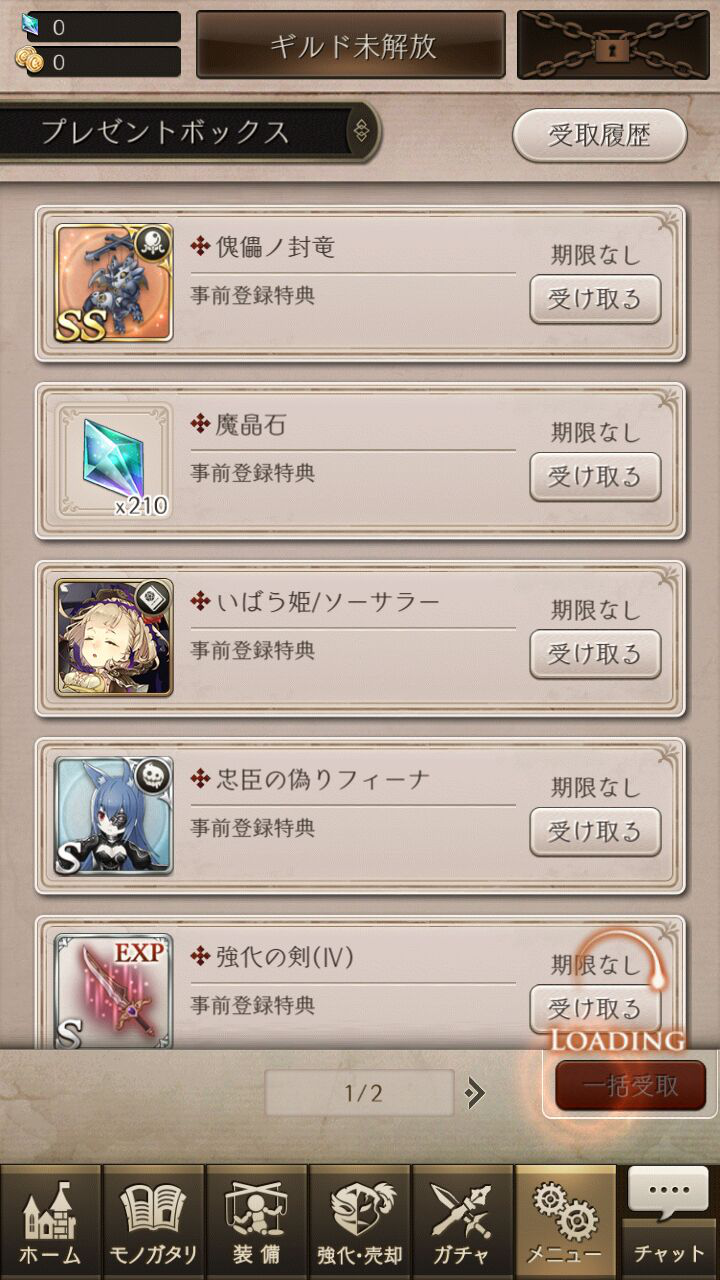 0
0
ギルド未解放
プレゼントボックス
受取履歴
傀儡ノ封竜
事前登録特典
期限なし
受け取る
SS
魔晶石
事前登録特典
期限なし
受け取る
x210
いばら姫/ソーサラー
事前登録特典
期限なし
受け取る
忠臣の偽りフィーナ
事前登録特典
期限なし
受け取る
S
EXP
強化の剣(Ⅳ)
事前登録特典
期限なし
受け取る
S
LOADING
1/2
一括受取
ホーム
モノガタリ
装備
強化・売却
ガチャ
メニュー
チャット